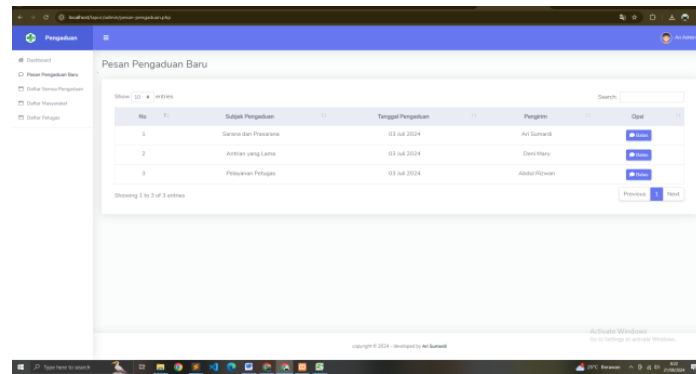 localhost/lapor/admin/pesan-pengaduan.php
Pengaduan
Ari Admin
Dashboard
Pesan Pengaduan Baru
Daftar Semua Pengaduan
Daftar Masyarakat
Daftar Petugas
Pesan Pengaduan Baru
Show 10 entries
Search:
No Subjek Pengaduan Tanggal Pengaduan Pengirim Opsi
1 Sarana dan Prasarana 03 Juli 2024 Ari Sumardi Balas
2 Antrian yang Lama 03 Juli 2024 Deni Mary Balas
3 Pelayanan Petugas 03 Juli 2024 Abdul Rizwan Balas
Showing 1 to 3 of 3 entries
Previous 1 Next
Activate Windows
Go to Settings to activate Windows.
copyright © 2024 - developed by Ari Sumardi
Type here to search
Berawan